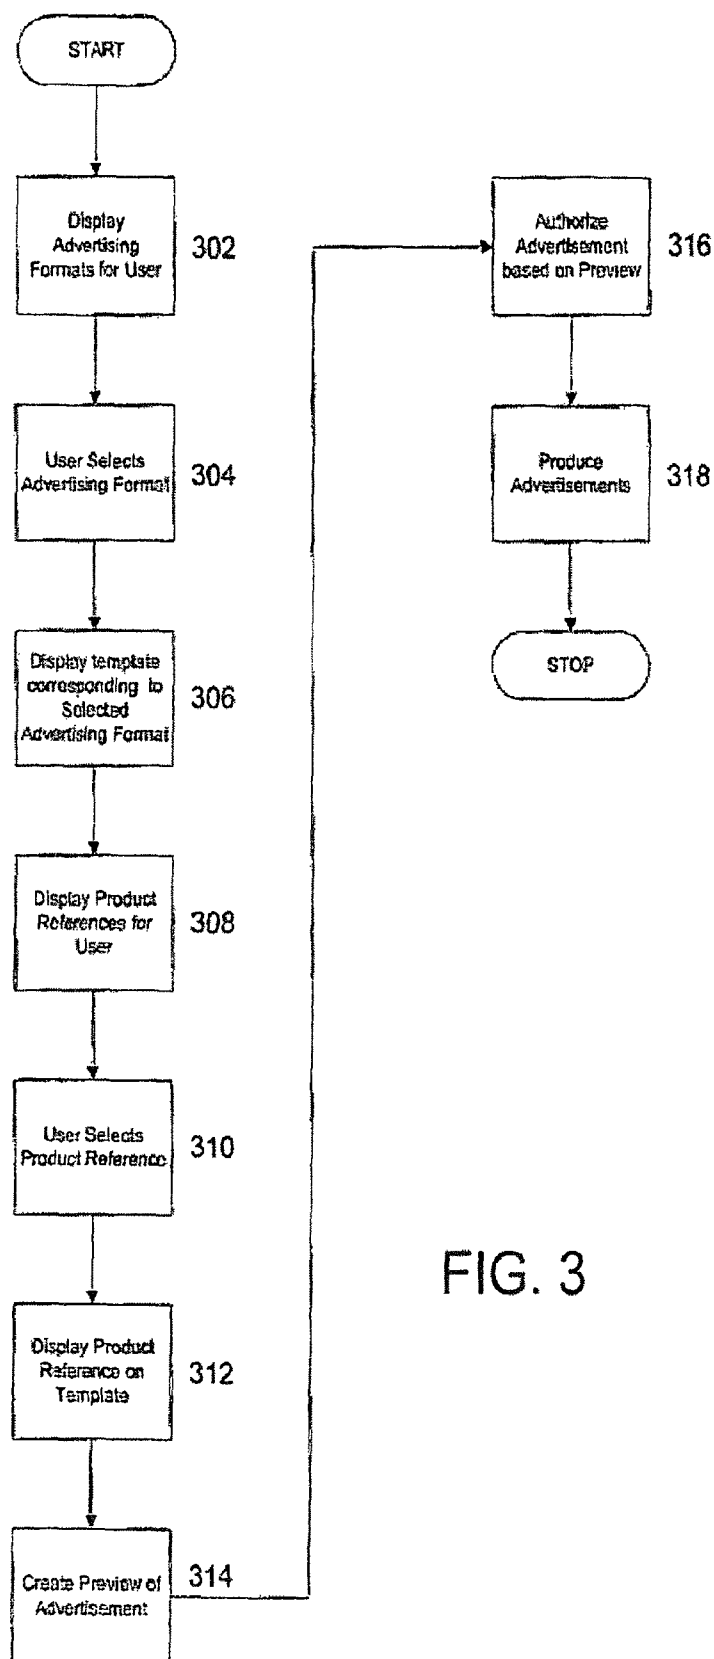 START
Display
Advertising
Formats for User
302
User Selects
Advertising Format
304
Display template
corresponding to
Selected
Advertising Format
306
Display Product
References for
User
308
User Selects
Product Reference
310
Display Product
Reference on
Template
312
Create Preview of
Advertisement
314
Authorize
Advertisement
based on Preview
316
Produce
Advertisements
318
STOP
FIG. 3